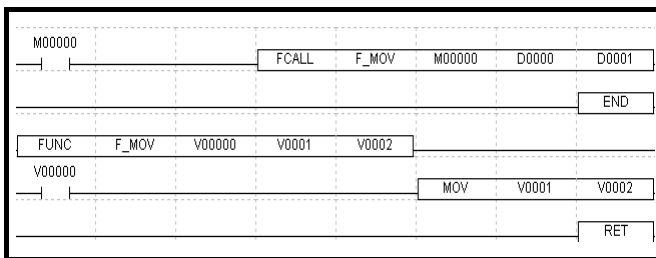 M00000
FCALL F_MOV M00000 D0000 D0001
END
FUNC F_MOV V00000 V0001 V0002
V00000
MOV V0001 V0002
RET